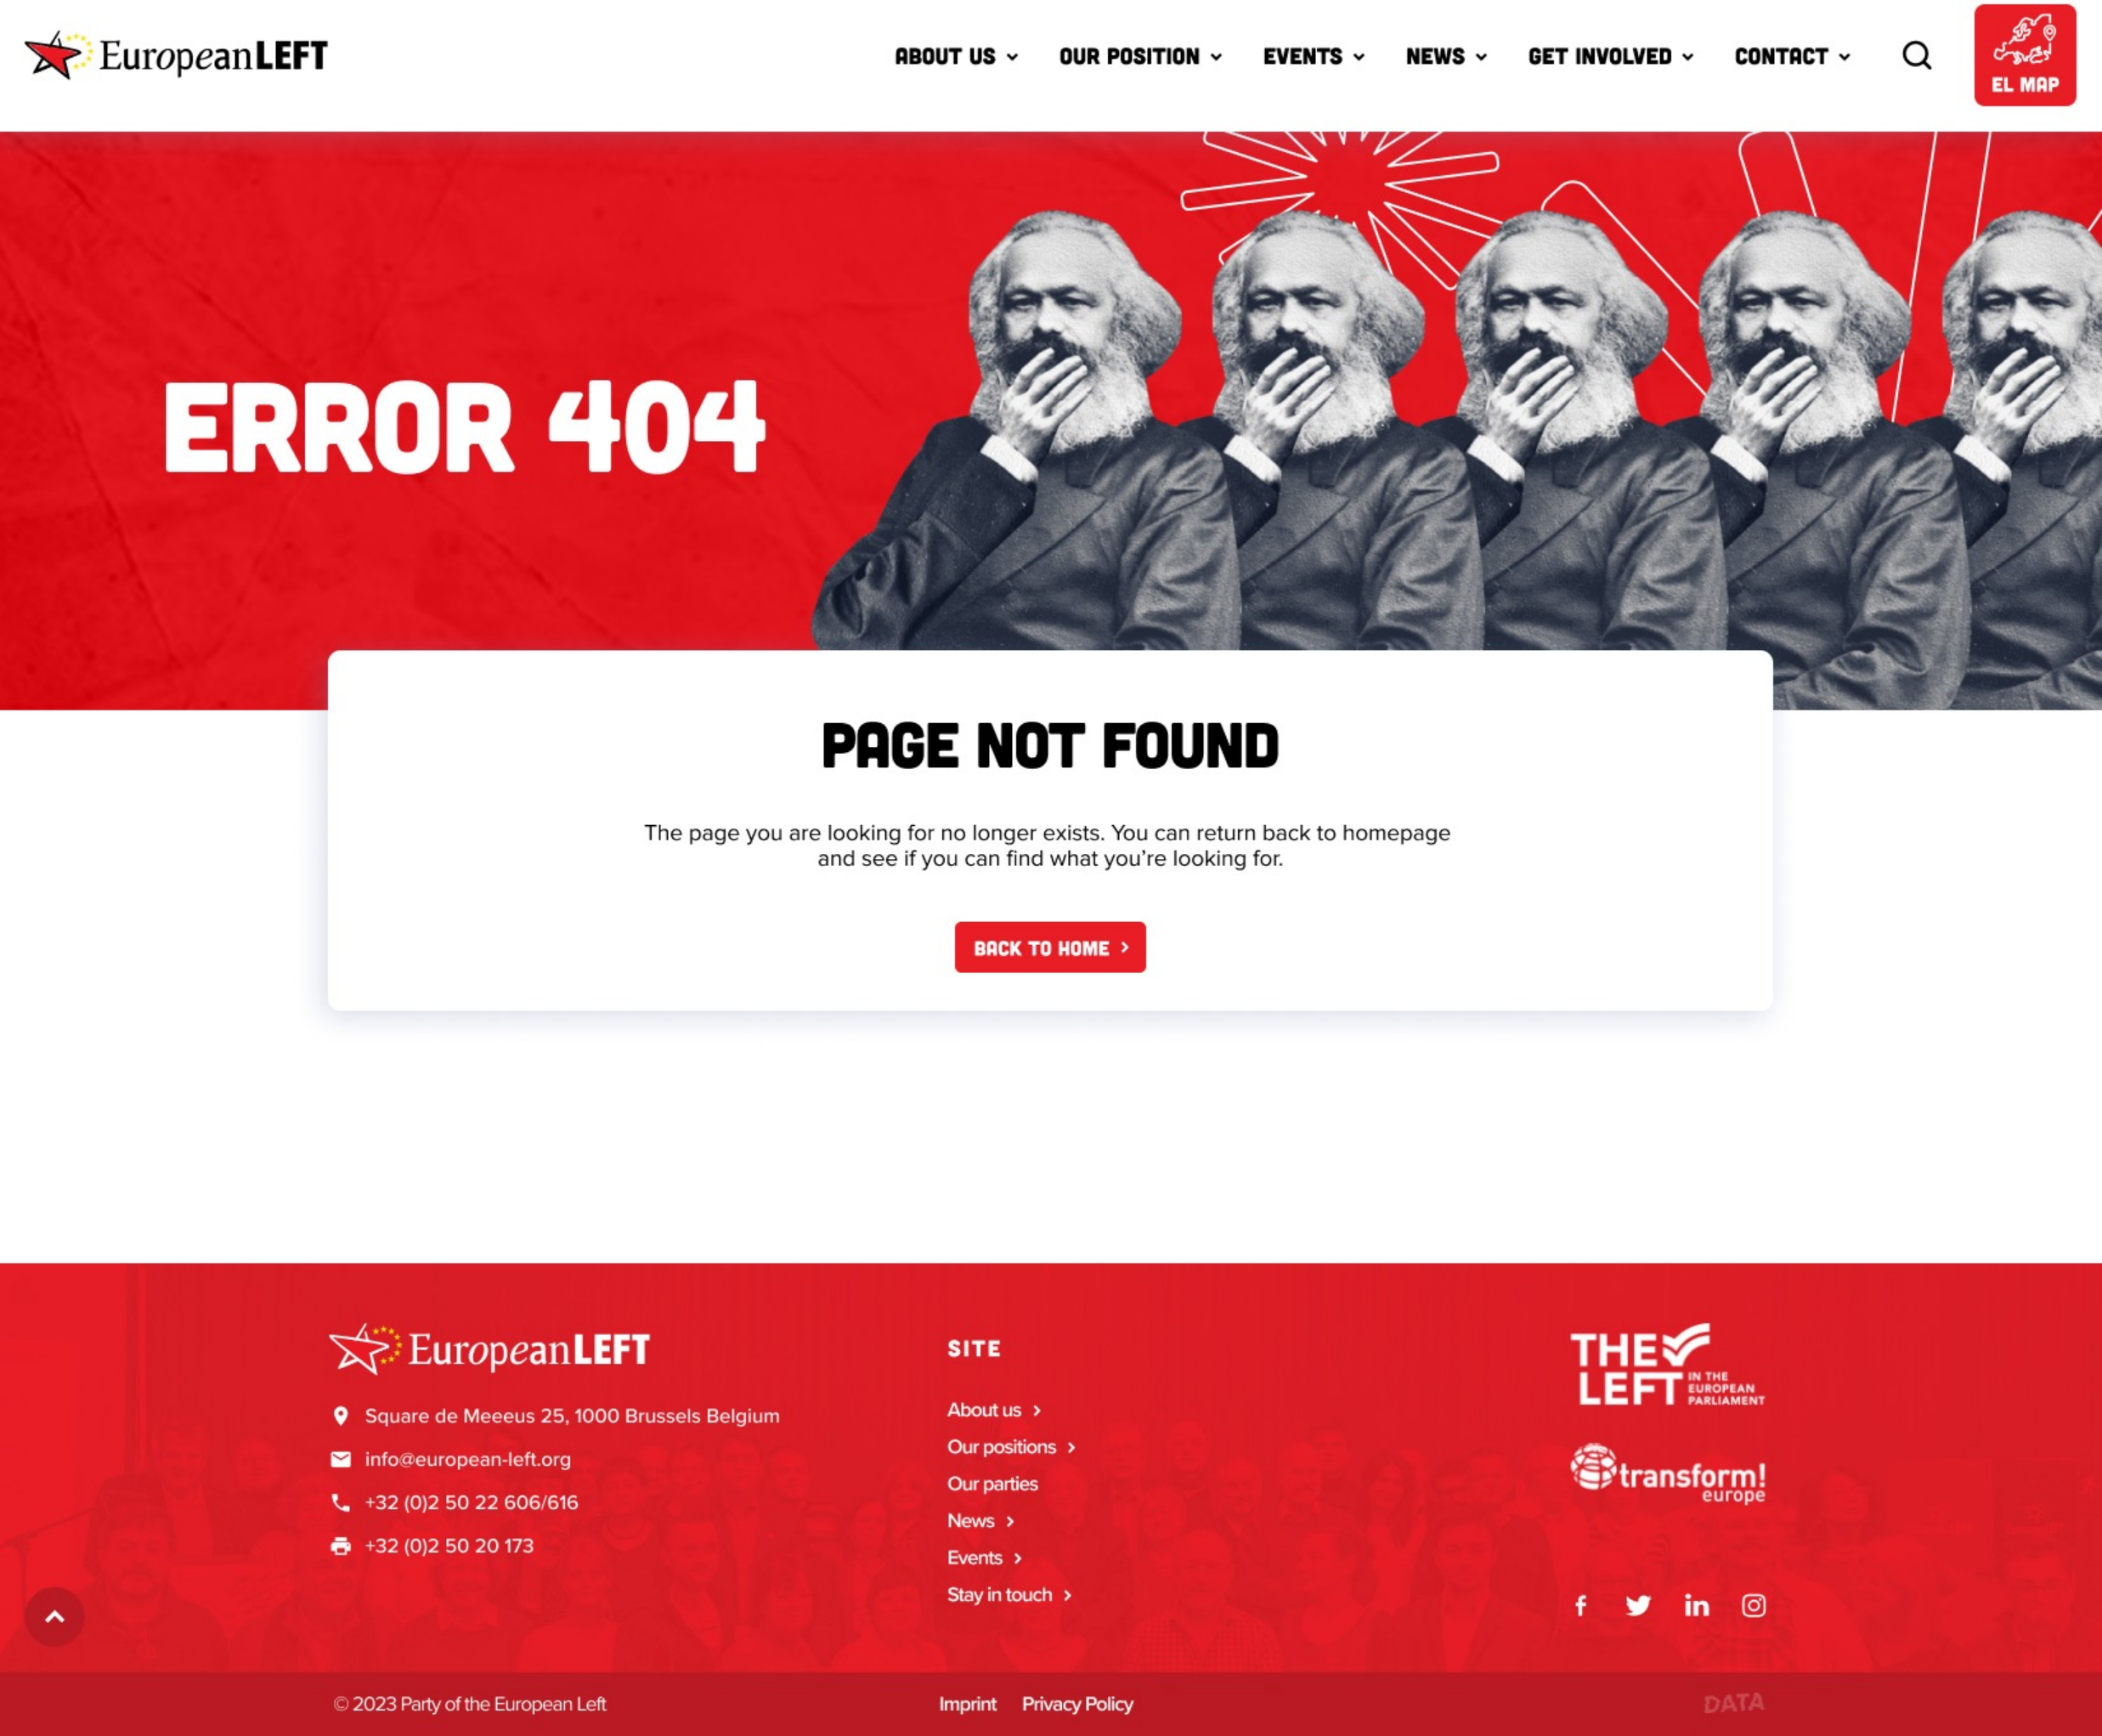 EuropeanLEFT
ABOUT US
OUR POSITION
EVENTS
NEWS
GET INVOLVED
CONTACT
EL MAP
ERROR 404
PAGE NOT FOUND
The page you are looking for no longer exists. You can return back to homepage
and see if you can find what you're looking for.
BACK TO HOME
EuropeanLEFT
Square de Meeeus 25, 1000 Brussels Belgium
info@european-left.org
+32 (0)2 50 22 606/616
+32 (0)2 50 20 173
SITE
About us
Our positions
Our parties
News
Events
Stay in touch
THE
LEFT
IN THE
EUROPEAN
PARLIAMENT
transform!
europe
f
in
© 2023 Party of the European Left
Imprint
Privacy Policy
DATA